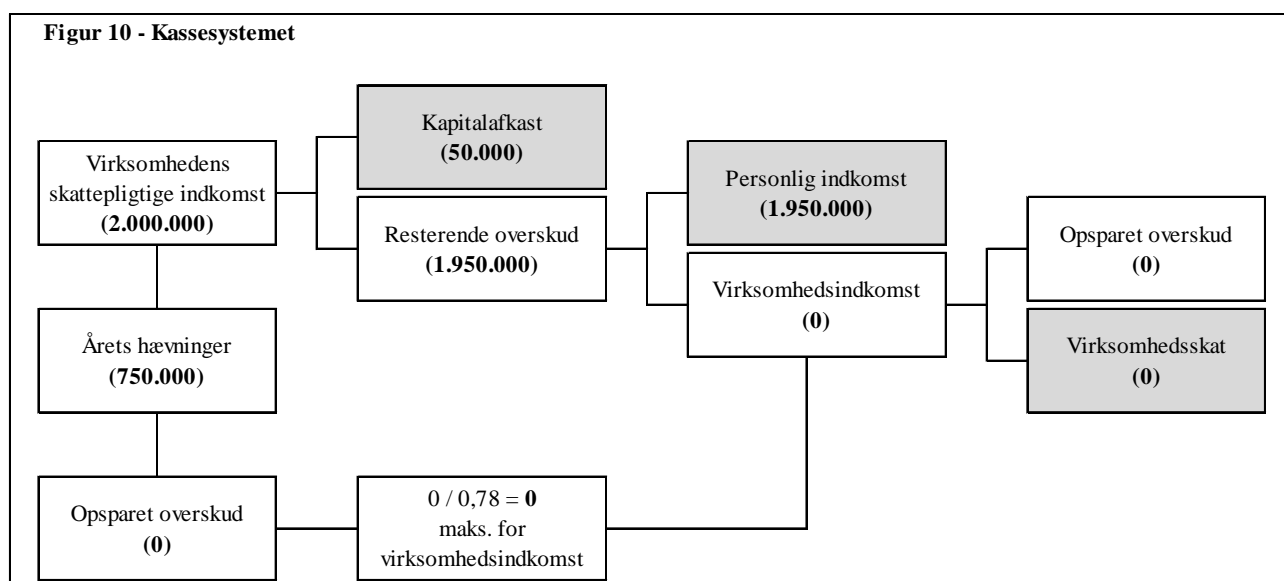 Figur 10 - Kassesystemet
Kapitalafkast
(50.000)
Virksomhedens
skattepligtige indkomst
(2.000.000)
Personlig indkomst
(1.950.000)
Resterende overskud
(1.950.000)
Opsparet overskud
(0)
Virksomhedsindkomst
(0)
Årets hævninger
(750.000)
Virksomhedsskat
(0)
Opsparet overskud
(0)
0 / 0,78 = 0
maks. for
virksomhedsindkomst